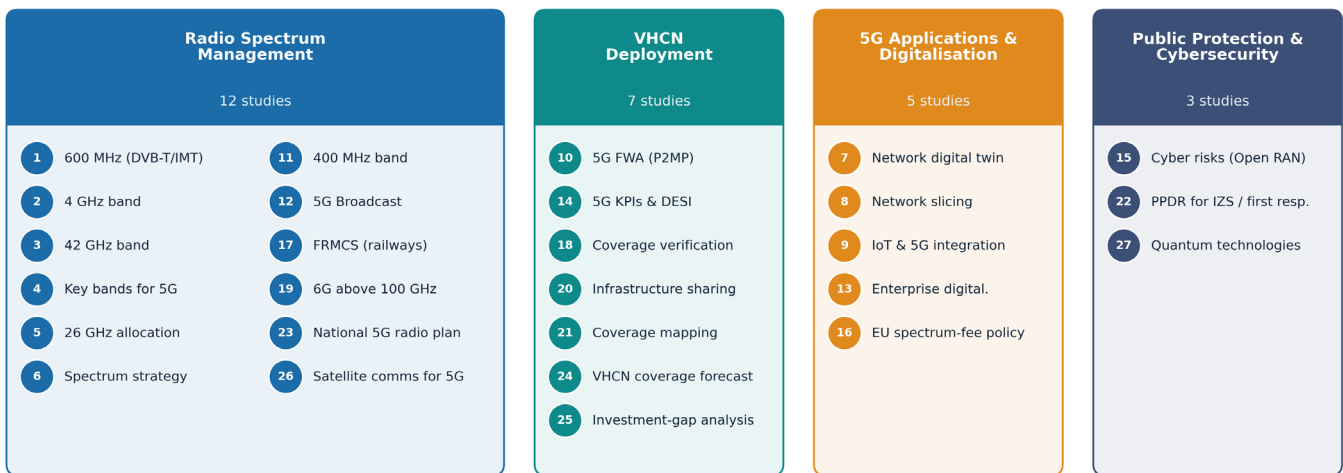 Radio Spectrum
Management
12 studies
1 600 MHz (DVB-T/IMT)
2 4 GHz band
3 42 GHz band
4 Key bands for 5G
5 26 GHz allocation
6 Spectrum strategy
11 400 MHz band
12 5G Broadcast
17 FRMCS (railways)
19 6G above 100 GHz
23 National 5G radio plan
26 Satellite comms for 5G
VHCN
Deployment
7 studies
10 5G FWA (P2MP)
14 5G KPIs & DESI
18 Coverage verification
20 Infrastructure sharing
21 Coverage mapping
24 VHCN coverage forecast
25 Investment-gap analysis
5G Applications &
Digitalisation
5 studies
7 Network digital twin
8 Network slicing
9 IoT & 5G integration
13 Enterprise digital.
16 EU spectrum-fee policy
Public Protection &
Cybersecurity
3 studies
15 Cyber risks (Open RAN)
22 PPDR for IZS / first resp.
27 Quantum technologies